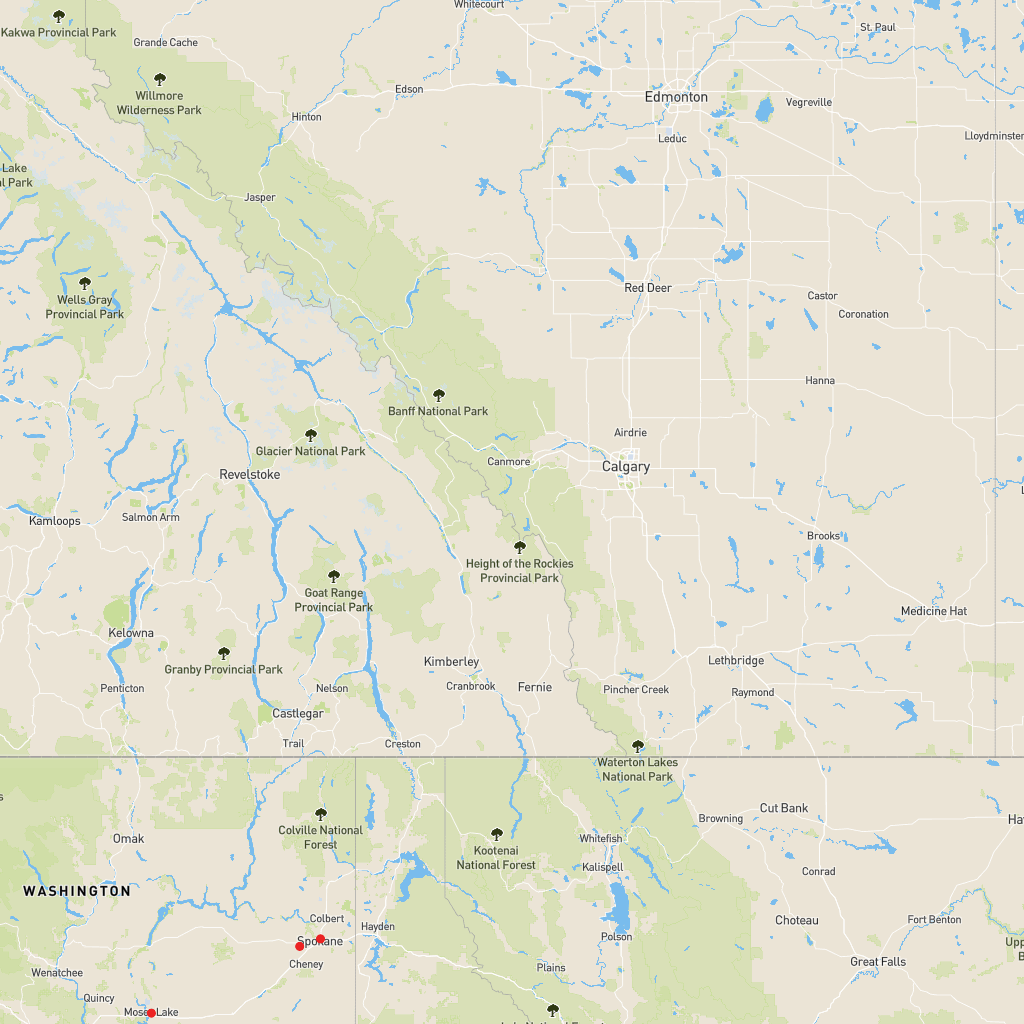 Whitecourt
Kakwa Provincial Park
Grande Cache
St. Paul
Willmore
Wilderness Park
Edson
Edmonton
Vegreville
Hinton
Leduc
Lloydminster
Lake
al Park
Jasper
Wells Gray
Provincial Park
Red Deer
Castor
Coronation
Hanna
Banff National Park
Airdrie
Glacier National Park
Canmore
Calgary
Revelstoke
Kamloops
Salmon Arm
Brooks
Height of the Rockies
Provincial Park
Goat Range
Provincial Park
Medicine Hat
Kelowna
Granby Provincial Park
Kimberley
Lethbridge
Penticton
Nelson
Cranbrook
Fernie
Pincher Creek
Raymond
Castlegar
Trail
Creston
Waterton Lakes
National Park
s
Cut Bank
Browning
Ha
Omak
Colville National
Forest
Whitefish
Kootenai
National Forest
Kalispell
Conrad
WASHINGTON
Colbert
Hayden
Choteau
Fort Benton
Spokane
Polson
Upp
B
Cheney
Wenatchee
Plains
Great Falls
Quincy
Moses Lake